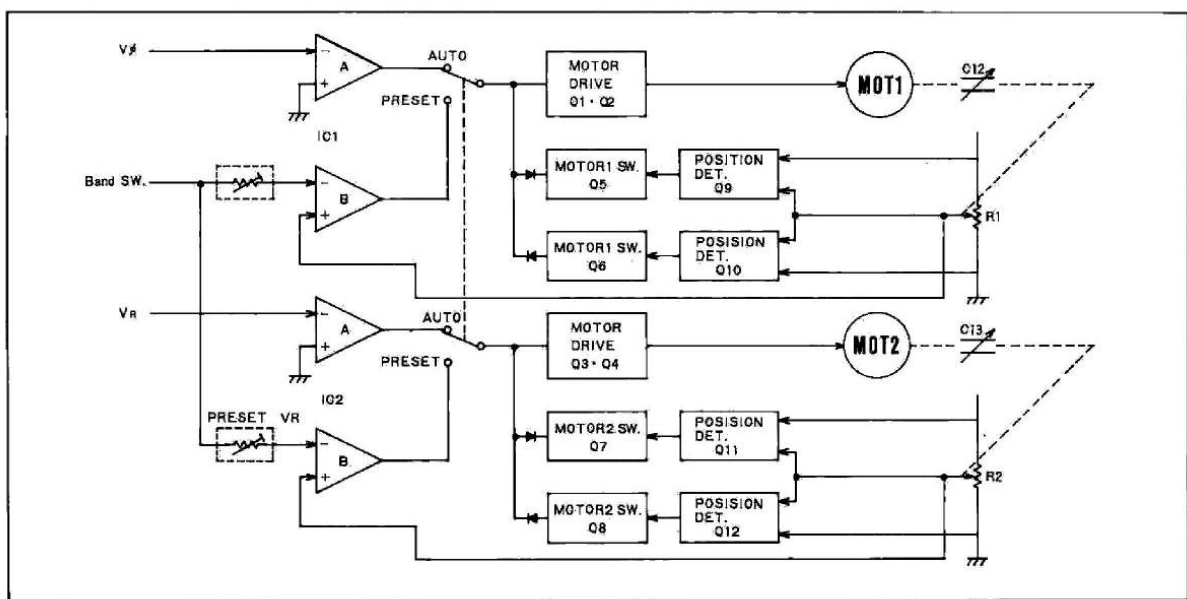 Vø
A
AUTO
PRESET
MOTOR
DRIVE
Q1・Q2
MOT1
C12
IC1
Band SW.
B
MOTOR1 SW.
Q5
POSITION
DET.
Q9
R1
MOTOR1 SW.
Q6
POSISION
DET.
Q10
VR
A
AUTO
PRESET
MOTOR
DRIVE
Q3・Q4
MOT2
C13
IC2
PRESET VR
B
MOTOR2 SW.
Q7
POSISION
DET.
Q11
R2
MOTOR2 SW.
Q8
POSISION
DET.
Q12